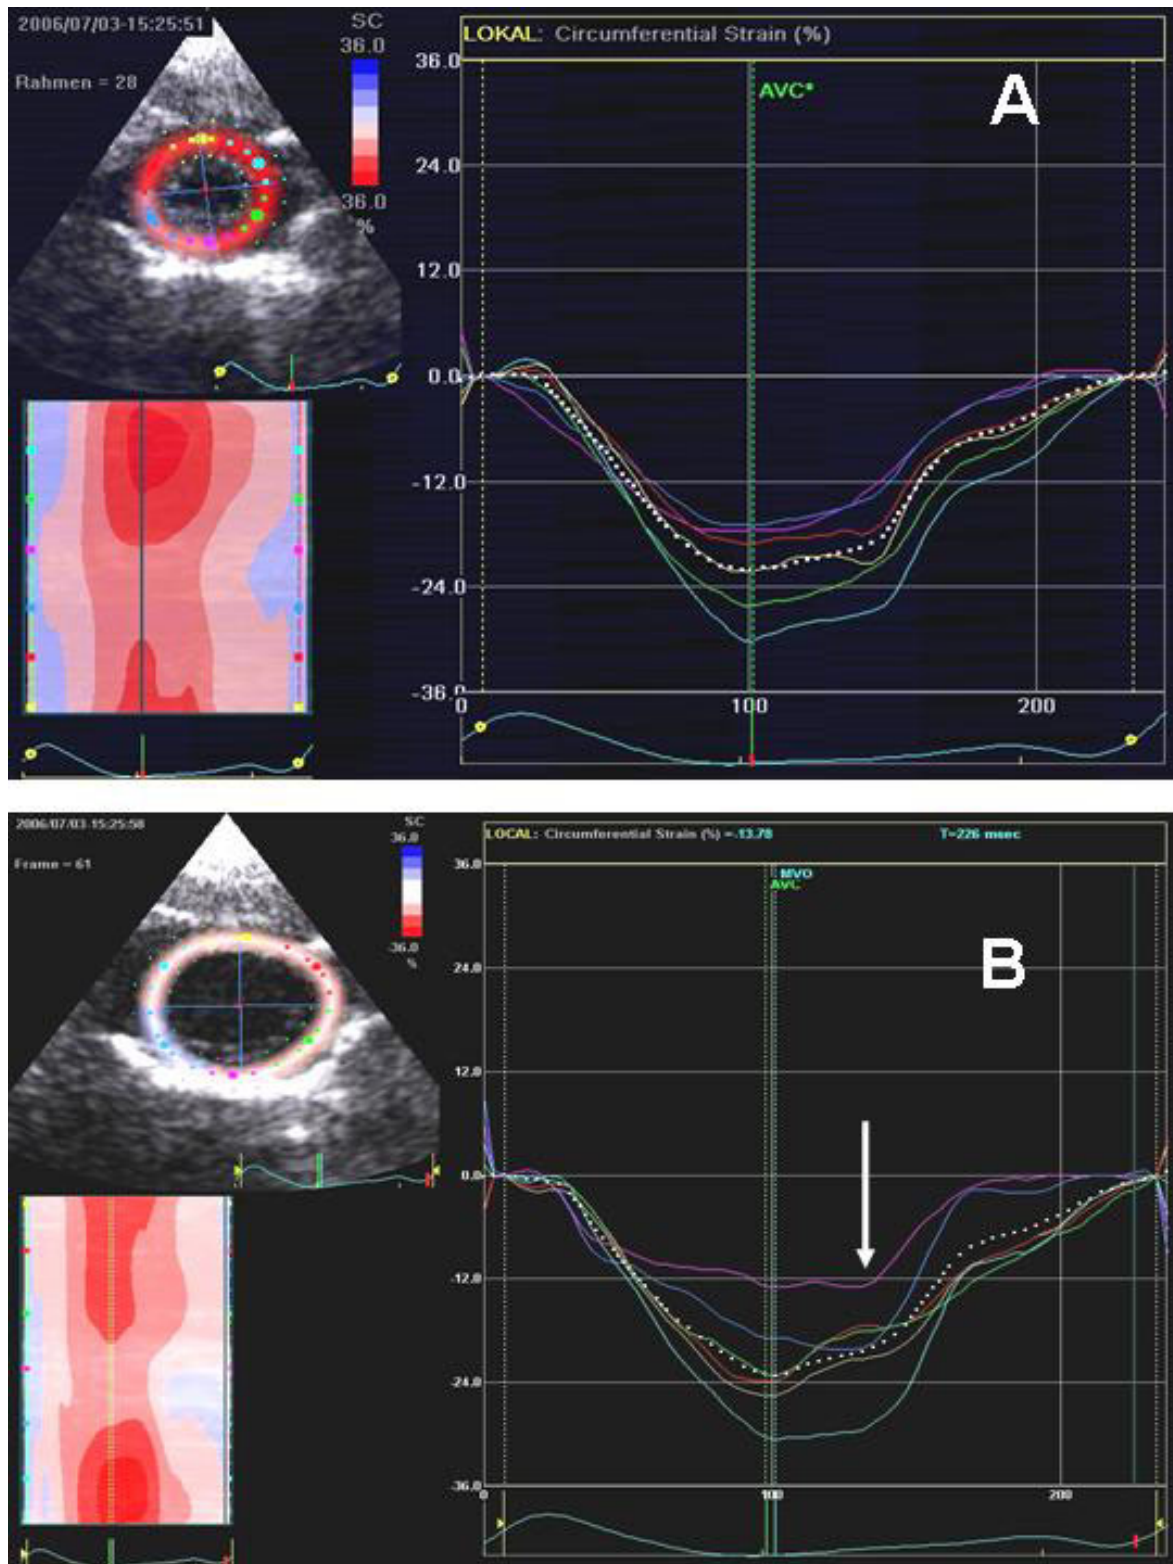 2006/07/03-15:25:51
SC
36.0
Rahmen = 28
-36.0
%
LOKAL: Circumferential Strain (%)
A
AVC*
36.0
24.0
12.0
0.0
-12.0
-24.0
-36.0
0
100
200
2006/07/03-15:25:58
SC
36.0
Frame = 61
-36.0
%
LOCAL: Circumferential Strain (%) =-13.78 T=226 msec
MVO
AVC
B
36.0
24.0
12.0
0.0
-12.0
-24.0
-36.0
0
100
200